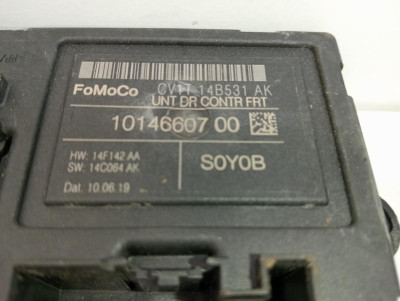 FoMoCo CV1T 14B531 AK
UNT DR CONTR FRT
10146607 00
HW: 14F142 AA
SW: 14C064 AK
S0Y0B
Dat. 10.06.19